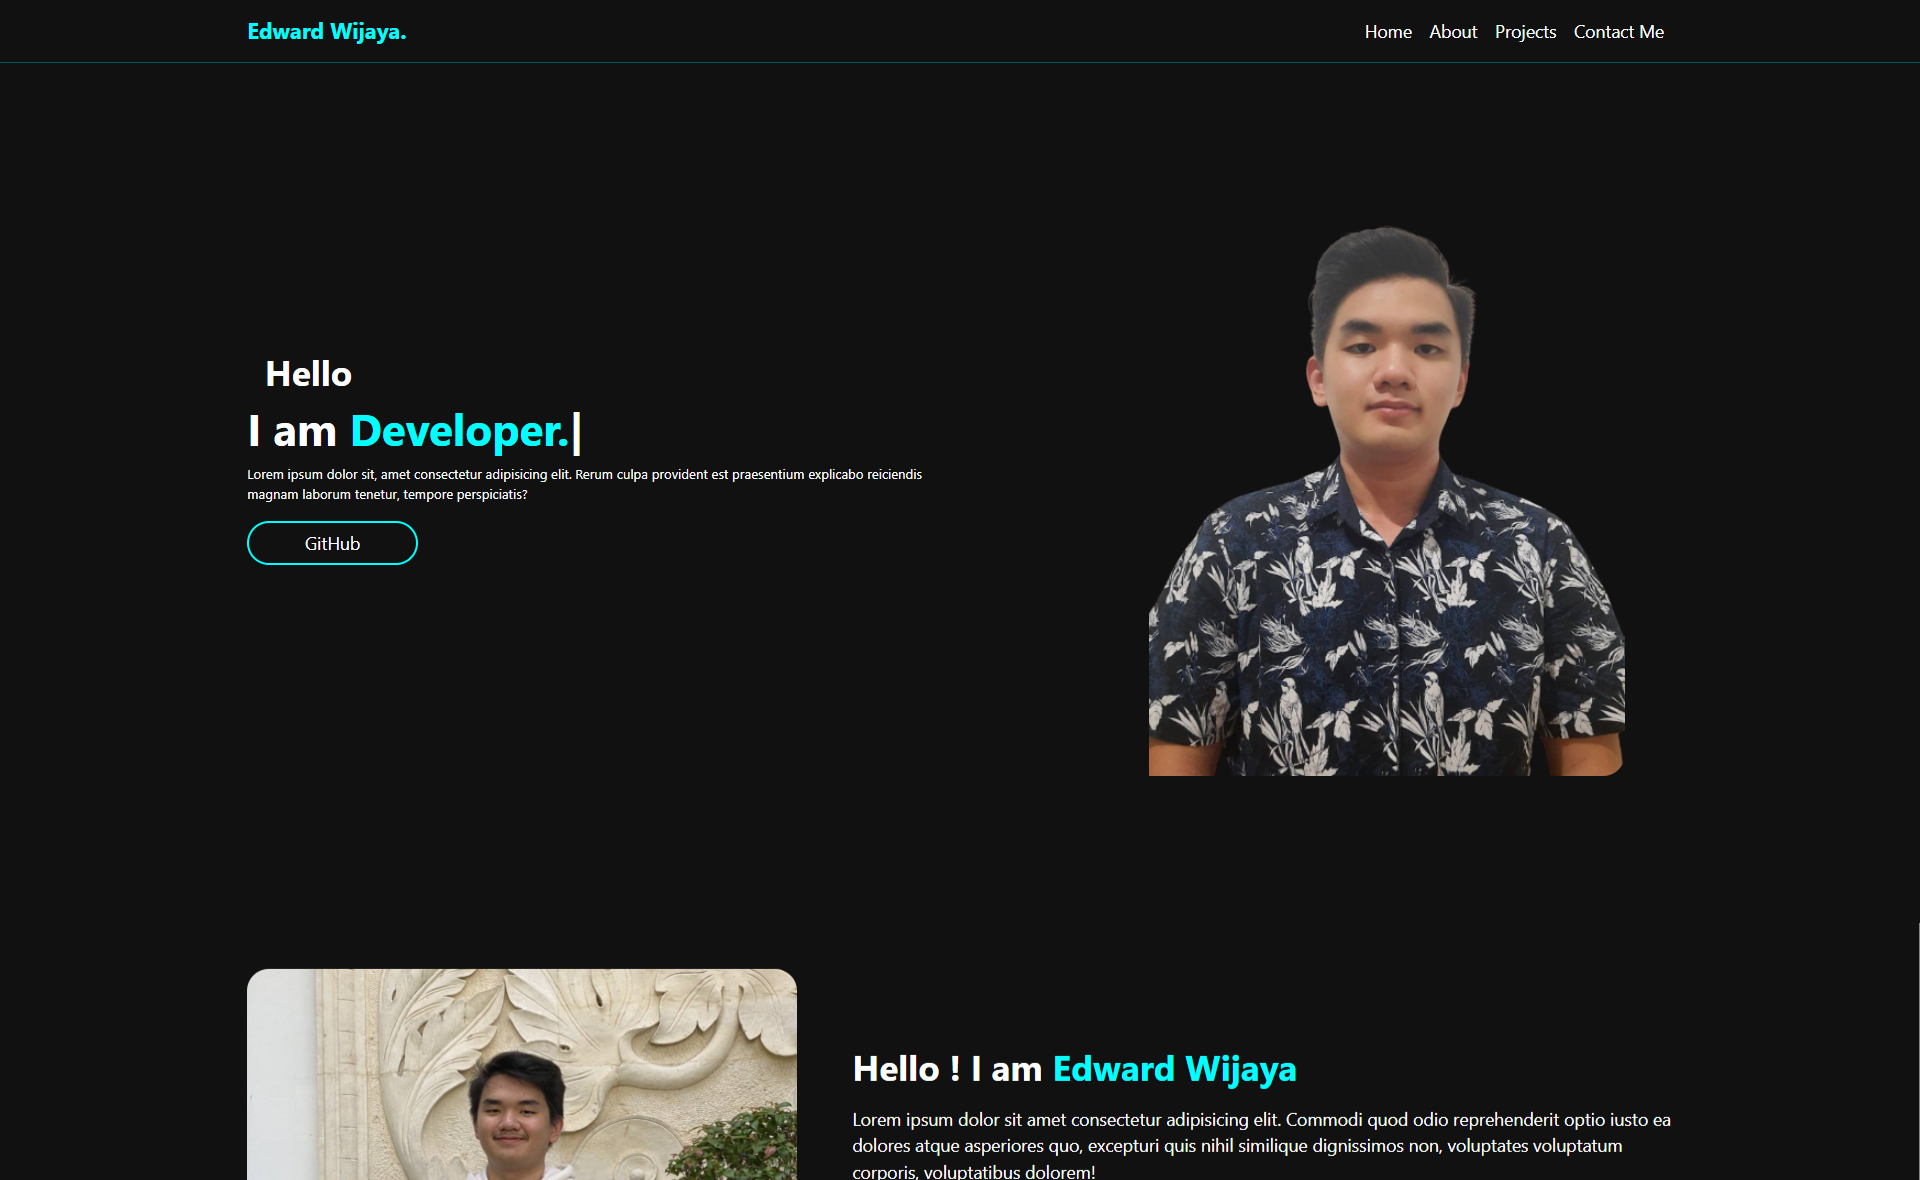 Edward Wijaya.
Home About Projects Contact Me
Hello
I am Developer.|
Lorem ipsum dolor sit, amet consectetur adipisicing elit. Rerum culpa provident est praesentium explicabo reiciendis
magnam laborum tenetur, tempore perspiciatis?
GitHub
Hello ! I am Edward Wijaya
Lorem ipsum dolor sit amet consectetur adipisicing elit. Commodi quod odio reprehenderit optio iusto ea
dolores atque asperiores quo, excepturi quis nihil similique dignissimos non, voluptates voluptatum
corporis, voluptatibus dolorem!